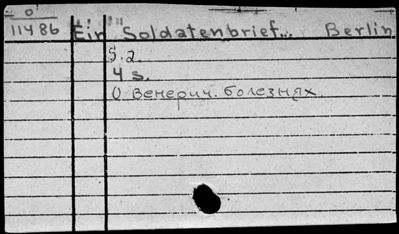 11486 Ein Soldatenbrief... Berlin
S. 2.
4 s.
О венерич. болезнях.